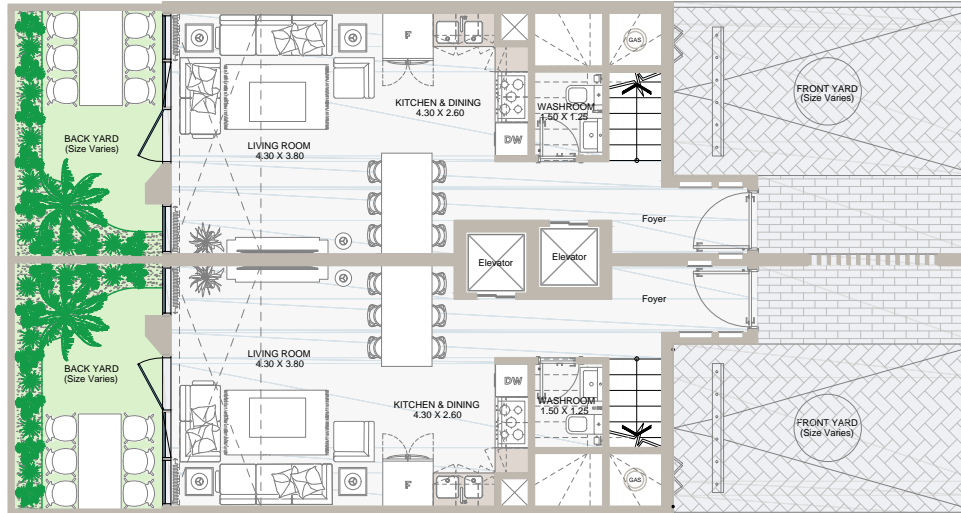 F
GAS
KITCHEN & DINING
4.30 X 2.60
WASHROOM
1.50 X 1.25
FRONT YARD
(Size Varies)
BACK YARD
(Size Varies)
LIVING ROOM
4.30 X 3.80
DW
Foyer
Elevator
Elevator
Foyer
LIVING ROOM
4.30 X 3.80
BACK YARD
(Size Varies)
DW
KITCHEN & DINING
4.30 X 2.60
WASHROOM
1.50 X 1.25
FRONT YARD
(Size Varies)
F
GAS